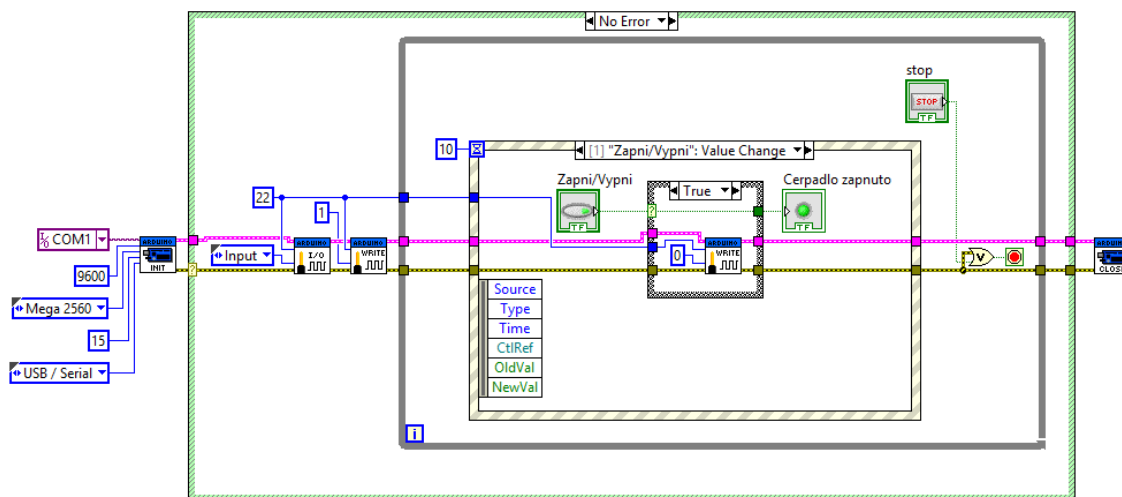 No Error
stop
STOP
TF
10
[1] "Zapni/Vypni": Value Change
Zapni/Vypni
TF
True
Cerpadlo zapnuto
TF
22
1
I/O
COM1
ARDUINO
INIT
Input
ARDUINO
I/O
ARDUINO
WRITE
?
?
0
ARDUINO
WRITE
V
ARDUINO
CLOSE
9600
Mega 2560
15
USB / Serial
Source
Type
Time
CtlRef
OldVal
NewVal
i